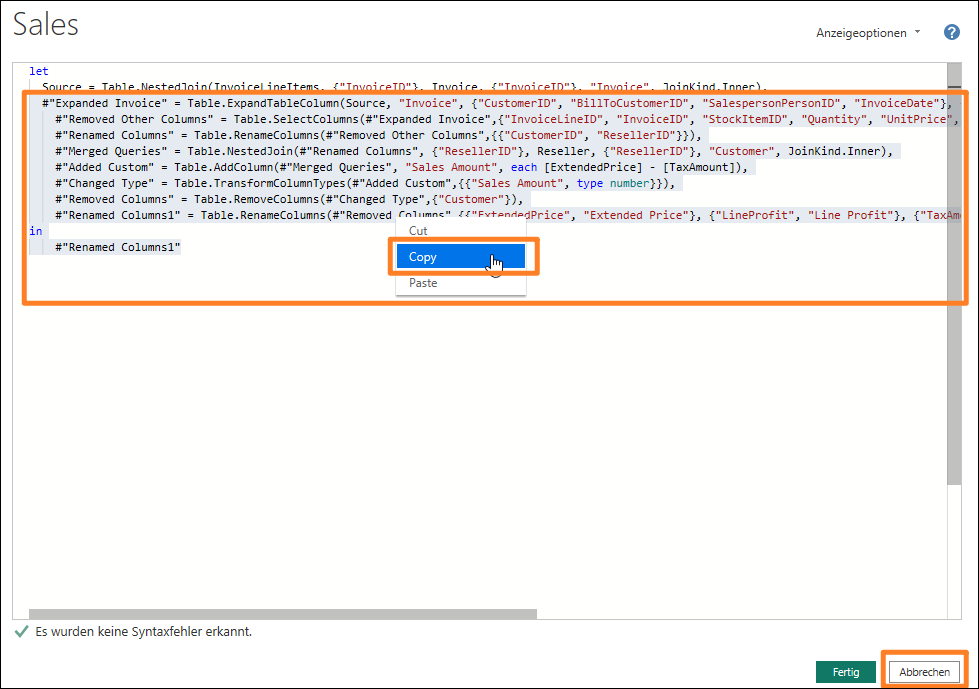 Sales
Anzeigeoptionen
?
let
Source = Table.NestedJoin(InvoiceLineItems, {"InvoiceID"}, Invoice, {"InvoiceID"}, "Invoice", JoinKind.Inner),
#"Expanded Invoice" = Table.ExpandTableColumn(Source, "Invoice", {"CustomerID", "BillToCustomerID", "SalespersonPersonID", "InvoiceDate"},
#"Removed Other Columns" = Table.SelectColumns(#"Expanded Invoice",{"InvoiceLineID", "InvoiceID", "StockItemID", "Quantity", "UnitPrice",
#"Renamed Columns" = Table.RenameColumns(#"Removed Other Columns",{{"CustomerID", "ResellerID"}}),
#"Merged Queries" = Table.NestedJoin(#"Renamed Columns", {"ResellerID"}, Reseller, {"ResellerID"}, "Customer", JoinKind.Inner),
#"Added Custom" = Table.AddColumn(#"Merged Queries", "Sales Amount", each [ExtendedPrice] - [TaxAmount]),
#"Changed Type" = Table.TransformColumnTypes(#"Added Custom",{{"Sales Amount", type number}}),
#"Removed Columns" = Table.RemoveColumns(#"Changed Type",{"Customer"}),
#"Renamed Columns1" = Table.RenameColumns(#"Removed Columns",{{"ExtendedPrice", "Extended Price"}, {"LineProfit", "Line Profit"}, {"TaxAm
in
#"Renamed Columns1"
Cut
Copy
Paste
Es wurden keine Syntaxfehler erkannt.
Fertig
Abbrechen